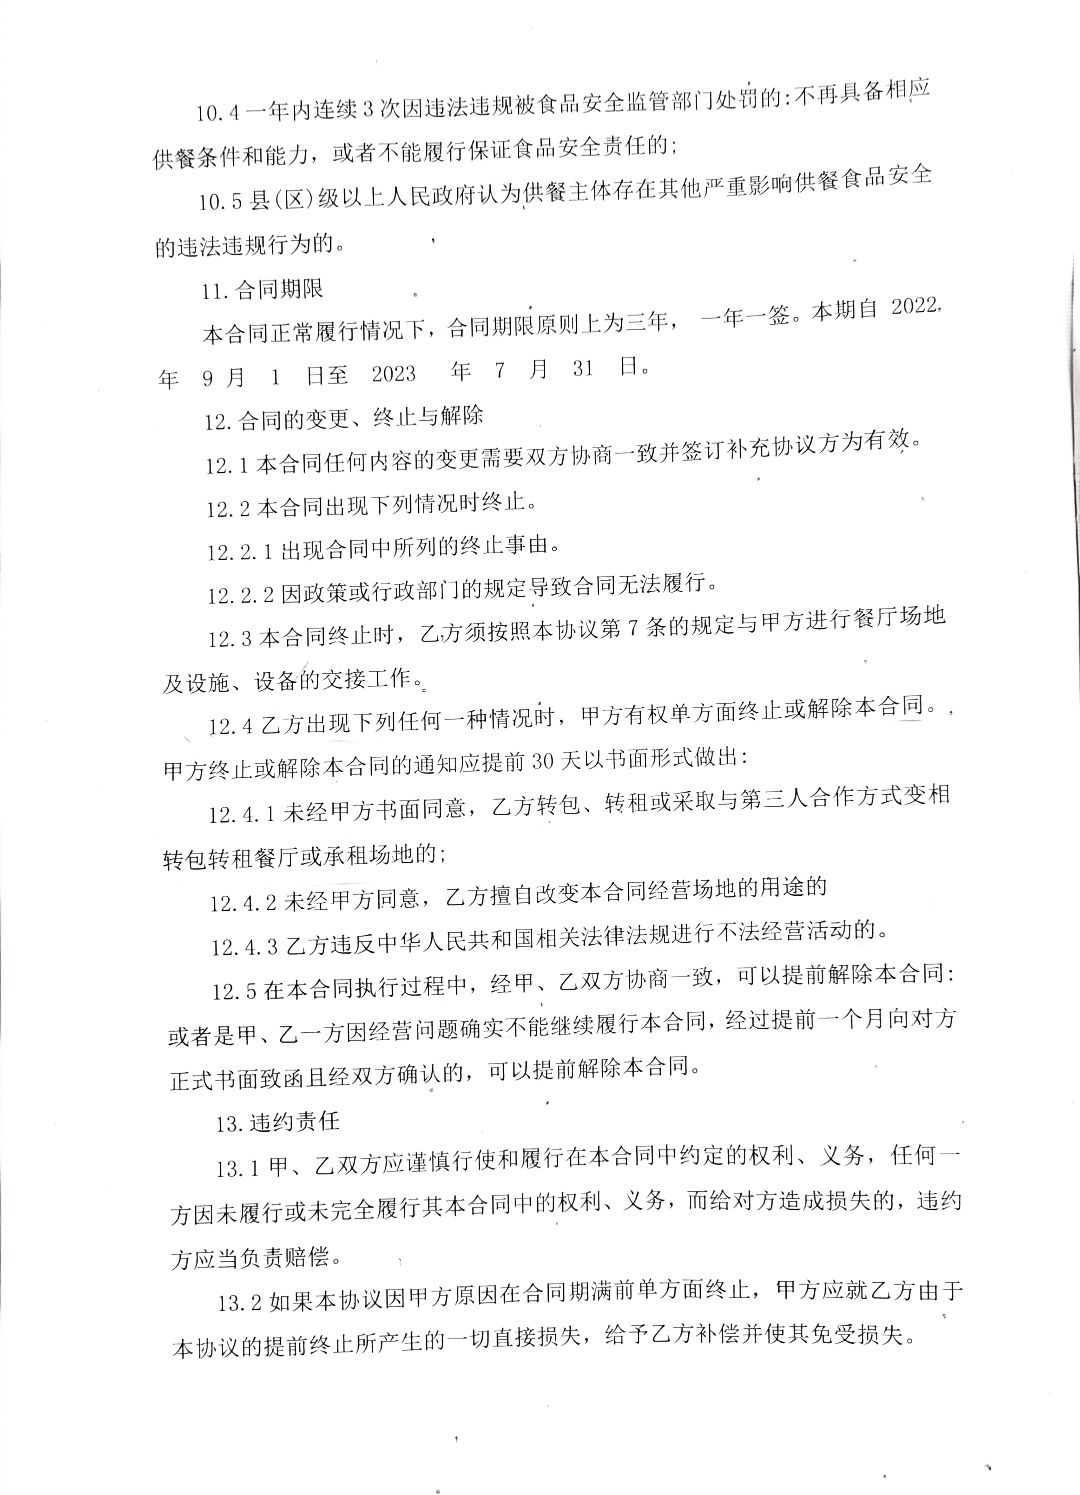 10.4一年内连续3次因违法违规被食品安全监管部门处罚的:不再具备相应
供餐条件和能力，或者不能履行保证食品安全责任的;
10.5县(区)级以上人民政府认为供餐主体存在其他严重影响供餐食品安全
的违法违规行为的。
11.合同期限
本合同正常履行情况下，合同期限原则上为三年， 一年一签。本期自 2022
年 9 月 1 日至 2023 年 7 月 31 日。
12.合同的变更、终止与解除
12.1本合同任何内容的变更需要双方协商一致并签订补充协议方为有效。
12.2本合同出现下列情况时终止。
12.2.1出现合同中所列的终止事由。
12.2.2因政策或行政部门的规定导致合同无法履行。
12.3本合同终止时，乙方须按照本协议第7条的规定与甲方进行餐厅场地
及设施、设备的交接工作。
12.4乙方出现下列任何一种情况时，甲方有权单方面终止或解除本合同。
甲方终止或解除本合同的通知应提前30天以书面形式做出:
12.4.1未经甲方书面同意，乙方转包、转租或采取与第三人合作方式变相
转包转租餐厅或承租场地的;
12.4.2未经甲方同意，乙方擅自改变本合同经营场地的用途的
12.4.3乙方违反中华人民共和国相关法律法规进行不法经营活动的。
12.5在本合同执行过程中，经甲、乙双方协商一致，可以提前解除本合同:
或者是甲、乙一方因经营问题确实不能继续履行本合同，经过提前一个月向对方
正式书面致函且经双方确认的，可以提前解除本合同。
13.违约责任
13.1甲、乙双方应谨慎行使和履行在本合同中约定的权利、义务，任何一
方因未履行或未完全履行其本合同中的权利、义务，而给对方造成损失的，违约
方应当负责赔偿。
13.2如果本协议因甲方原因在合同期满前单方面终止，甲方应就乙方由于
本协议的提前终止所产生的一切直接损失，给予乙方补偿并使其免受损失。